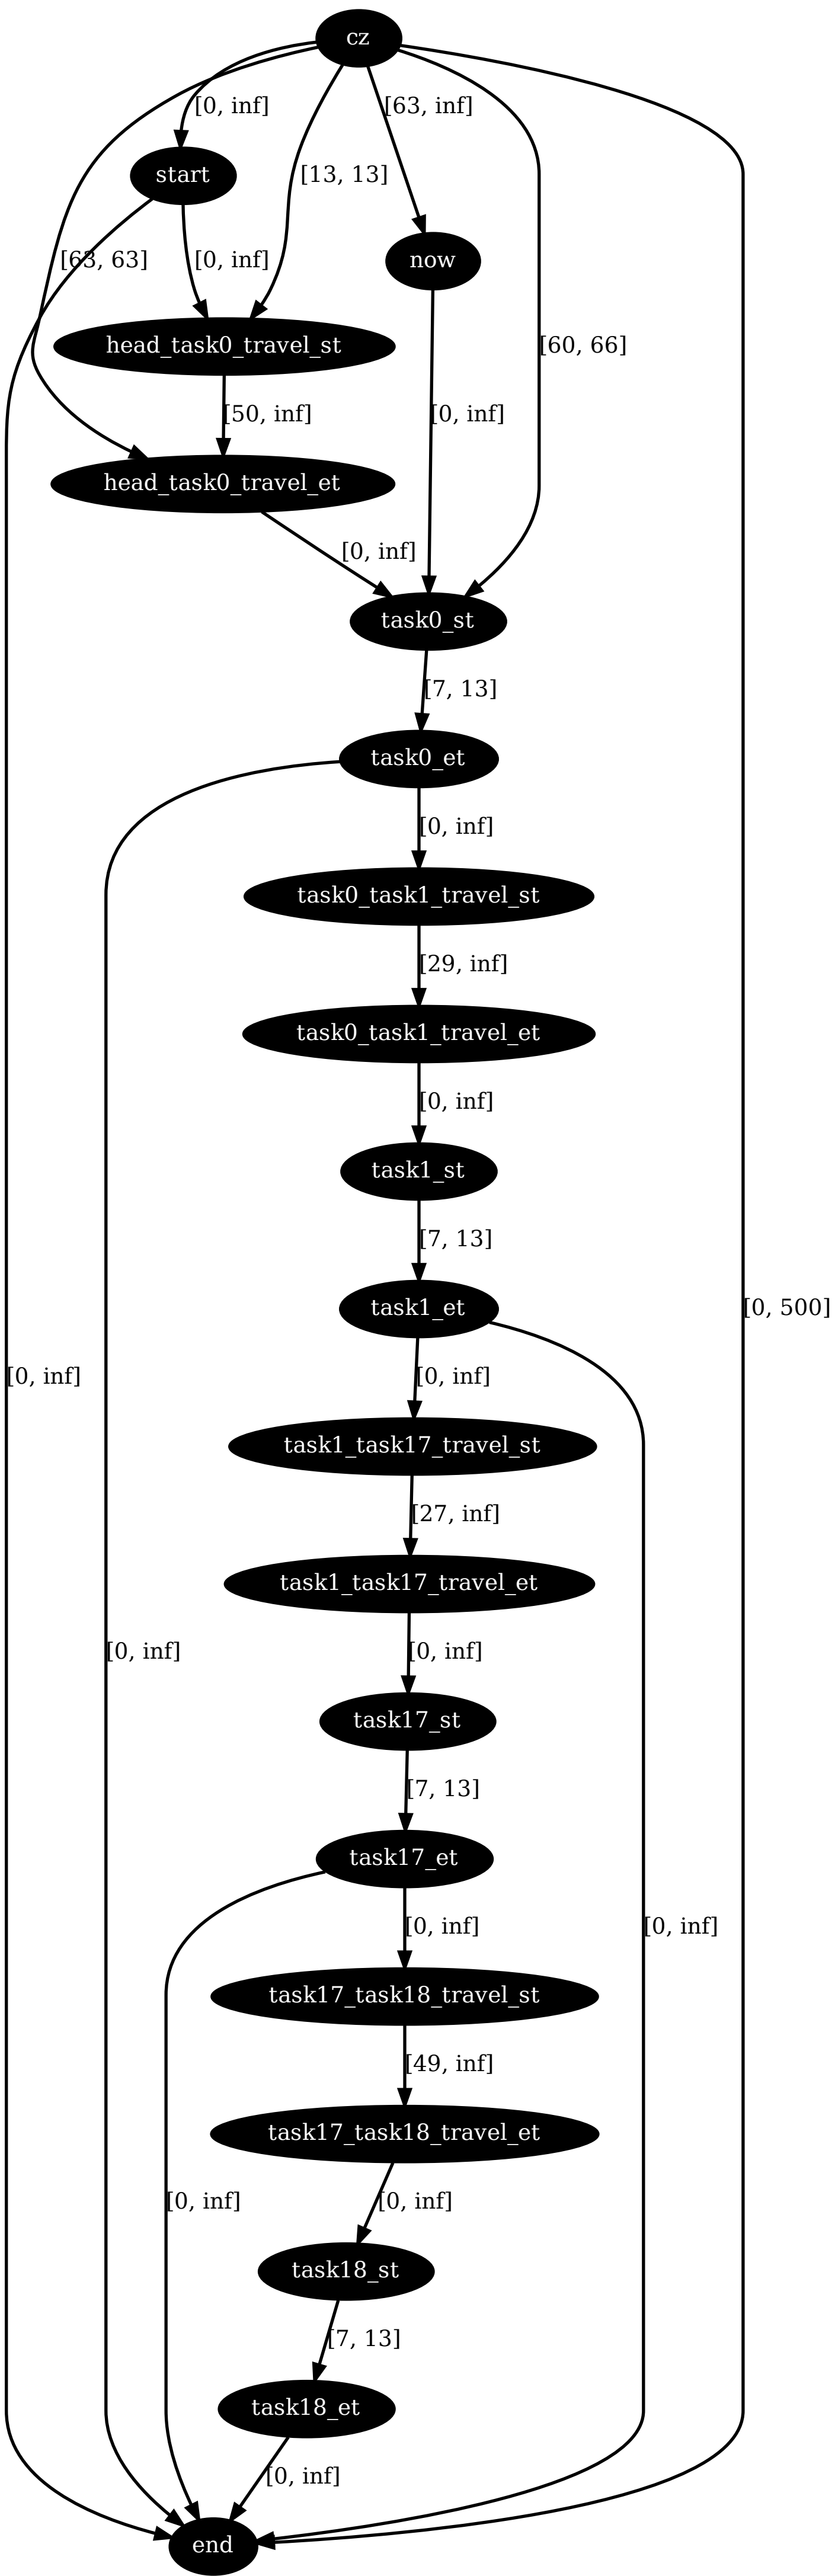 cz
[0, inf]
[63, inf]
start
[13, 13]
now
[63, 63]
[0, inf]
head_task0_travel_st
[60, 66]
[50, inf]
[0, inf]
head_task0_travel_et
[0, inf]
task0_st
[7, 13]
task0_et
[0, inf]
task0_task1_travel_st
[29, inf]
task0_task1_travel_et
[0, inf]
task1_st
[7, 13]
task1_et
[0, 500]
[0, inf]
[0, inf]
task1_task17_travel_st
[27, inf]
task1_task17_travel_et
[0, inf]
[0, inf]
task17_st
[7, 13]
task17_et
[0, inf]
[0, inf]
task17_task18_travel_st
[49, inf]
task17_task18_travel_et
[0, inf]
[0, inf]
task18_st
[7, 13]
task18_et
[0, inf]
end